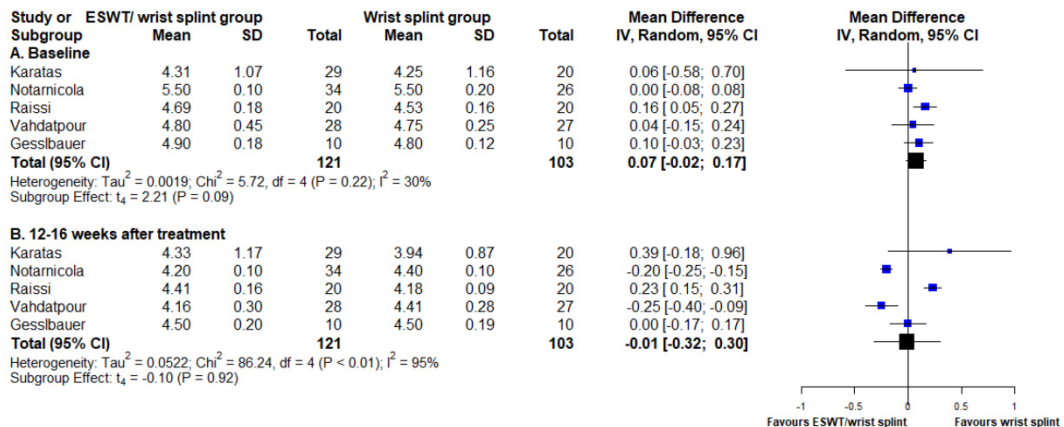 Study or ESWT/ wrist splint group Wrist splint group Mean Difference Mean Difference
Subgroup Mean SD Total Mean SD Total IV, Random, 95% CI IV, Random, 95% CI
A. Baseline
Karatas 4.31 1.07 29 4.25 1.16 20 0.06 [-0.58; 0.70]
Notarnicola 5.50 0.10 34 5.50 0.20 26 0.00 [-0.08; 0.08]
Raissi 4.69 0.18 20 4.53 0.16 20 0.16 [0.05; 0.27]
Vahdatpour 4.80 0.45 28 4.75 0.25 27 0.04 [-0.15; 0.24]
Gesslbauer 4.90 0.18 10 4.80 0.12 10 0.10 [-0.03; 0.23]
Total (95% CI) 121 103 0.07 [-0.02; 0.17]
Heterogeneity: Tau² = 0.0019; Chi² = 5.72, df = 4 (P = 0.22); I² = 30%
Subgroup Effect: t₄ = 2.21 (P = 0.09)
B. 12-16 weeks after treatment
Karatas 4.33 1.17 29 3.94 0.87 20 0.39 [-0.18; 0.96]
Notarnicola 4.20 0.10 34 4.40 0.10 26 -0.20 [-0.25; -0.15]
Raissi 4.41 0.16 20 4.18 0.09 20 0.23 [0.15; 0.31]
Vahdatpour 4.16 0.30 28 4.41 0.28 27 -0.25 [-0.40; -0.09]
Gesslbauer 4.50 0.20 10 4.50 0.19 10 0.00 [-0.17; 0.17]
Total (95% CI) 121 103 -0.01 [-0.32; 0.30]
Heterogeneity: Tau² = 0.0522; Chi² = 86.24, df = 4 (P < 0.01); I² = 95%
Subgroup Effect: t₄ = -0.10 (P = 0.92)
-1 -0.5 0 0.5 1
Favours ESWT/wrist splint Favours wrist splint